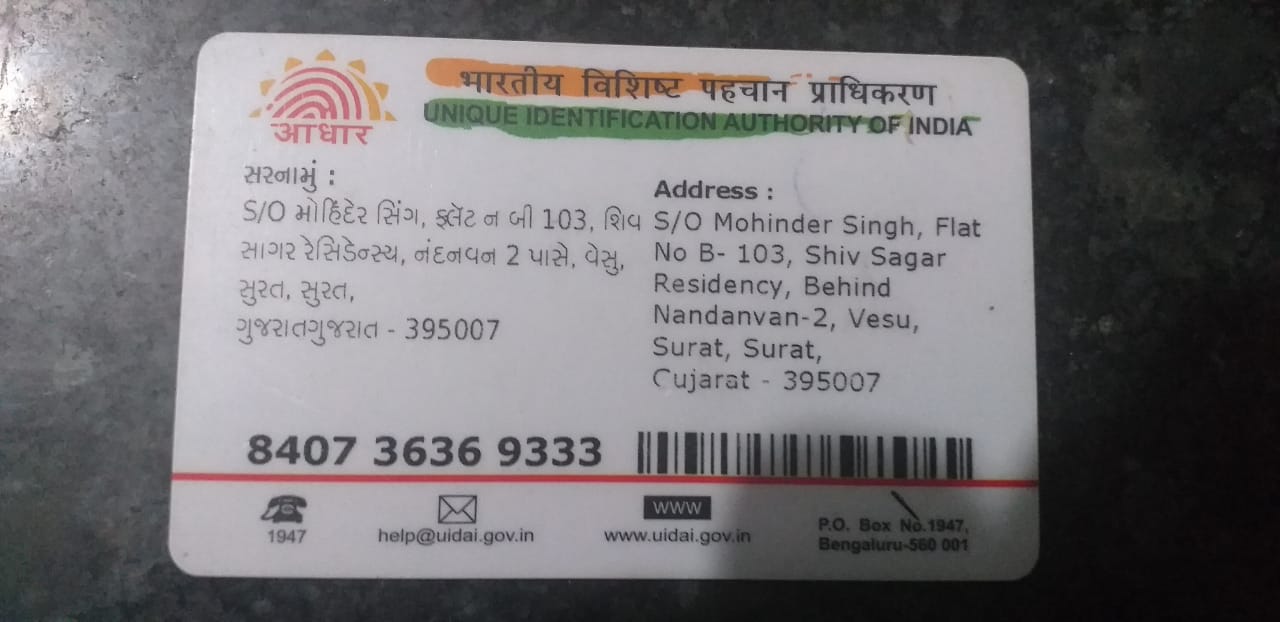 भारतीय विशिष्ट पहचान प्राधिकरण
UNIQUE IDENTIFICATION AUTHORITY OF INDIA
आधार
સરનામું :
S/O મોહિંદેર સિંગ, ફ્લૅટ ન બી 103, શિવ
સાગર રેસિડેન્સ્ય, નંદનવન 2 પાસે, વેસુ,
સુરત, સુરત,
ગુજરાતગુજરાત - 395007
Address :
S/O Mohinder Singh, Flat
No B- 103, Shiv Sagar
Residency, Behind
Nandanvan-2, Vesu,
Surat, Surat,
Gujarat - 395007
8407 3636 9333
1947
help@uidai.gov.in
WWW
www.uidai.gov.in
P.O. Box No.1947,
Bengaluru-560 001